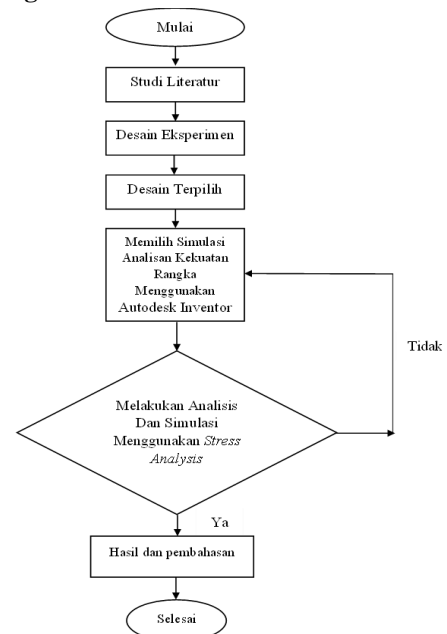 Mulai
Studi Literatur
Desain Eksperimen
Desain Terpilih
Memilih Simulasi
Analisan Kekuatan
Rangka
Menggunakan
Autodesk Inventor
Tidak
Melakukan Analisis
Dan Simulasi
Menggunakan Stress
Analysis
Ya
Hasil dan pembahasan
Selesai